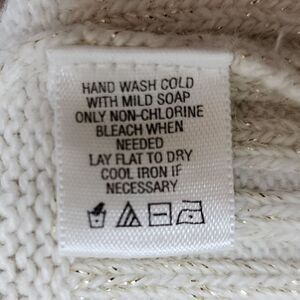 HAND WASH COLD
WITH MILD SOAP
ONLY NON-CHLORINE
BLEACH WHEN
NEEDED
LAY FLAT TO DRY
COOL IRON IF
NECESSARY